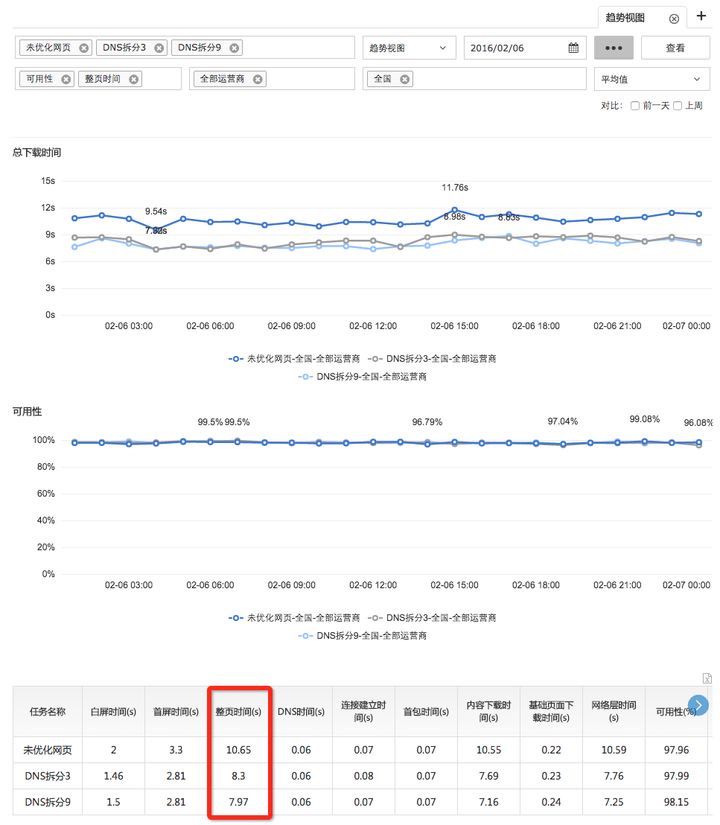 趋势视图
未优化网页 DNS拆分3 DNS拆分9 趋势视图 2016/02/06 查看
可用性 整页时间 全部运营商 全国 平均值
对比: 前一天 上周
总下载时间
15s
12s
9s
6s
3s
0s
9.54s
7.32s
11.76s
8.98s
8.83s
02-06 03:00 02-06 06:00 02-06 09:00 02-06 12:00 02-06 15:00 02-06 18:00 02-06 21:00 02-07 00:00
未优化网页-全国-全部运营商 DNS拆分3-全国-全部运营商
DNS拆分9-全国-全部运营商
可用性
99.5% 99.5% 96.79% 97.04% 99.08% 96.08%
100%
80%
60%
40%
20%
0%
02-06 03:00 02-06 06:00 02-06 09:00 02-06 12:00 02-06 15:00 02-06 18:00 02-06 21:00 02-07 00:00
未优化网页-全国-全部运营商 DNS拆分3-全国-全部运营商
DNS拆分9-全国-全部运营商
任务名称 白屏时间(s) 首屏时间(s) 整页时间(s) DNS时间(s) 连接建立时间(s) 首包时间(s) 内容下载时间(s) 基础页面下载时间(s) 网络层时间(s) 可用性(%)
未优化网页 2 3.3 10.65 0.06 0.07 0.07 10.55 0.22 10.59 97.96
DNS拆分3 1.46 2.81 8.3 0.06 0.08 0.07 7.69 0.23 7.76 97.99
DNS拆分9 1.5 2.81 7.97 0.06 0.07 0.07 7.16 0.24 7.25 98.15